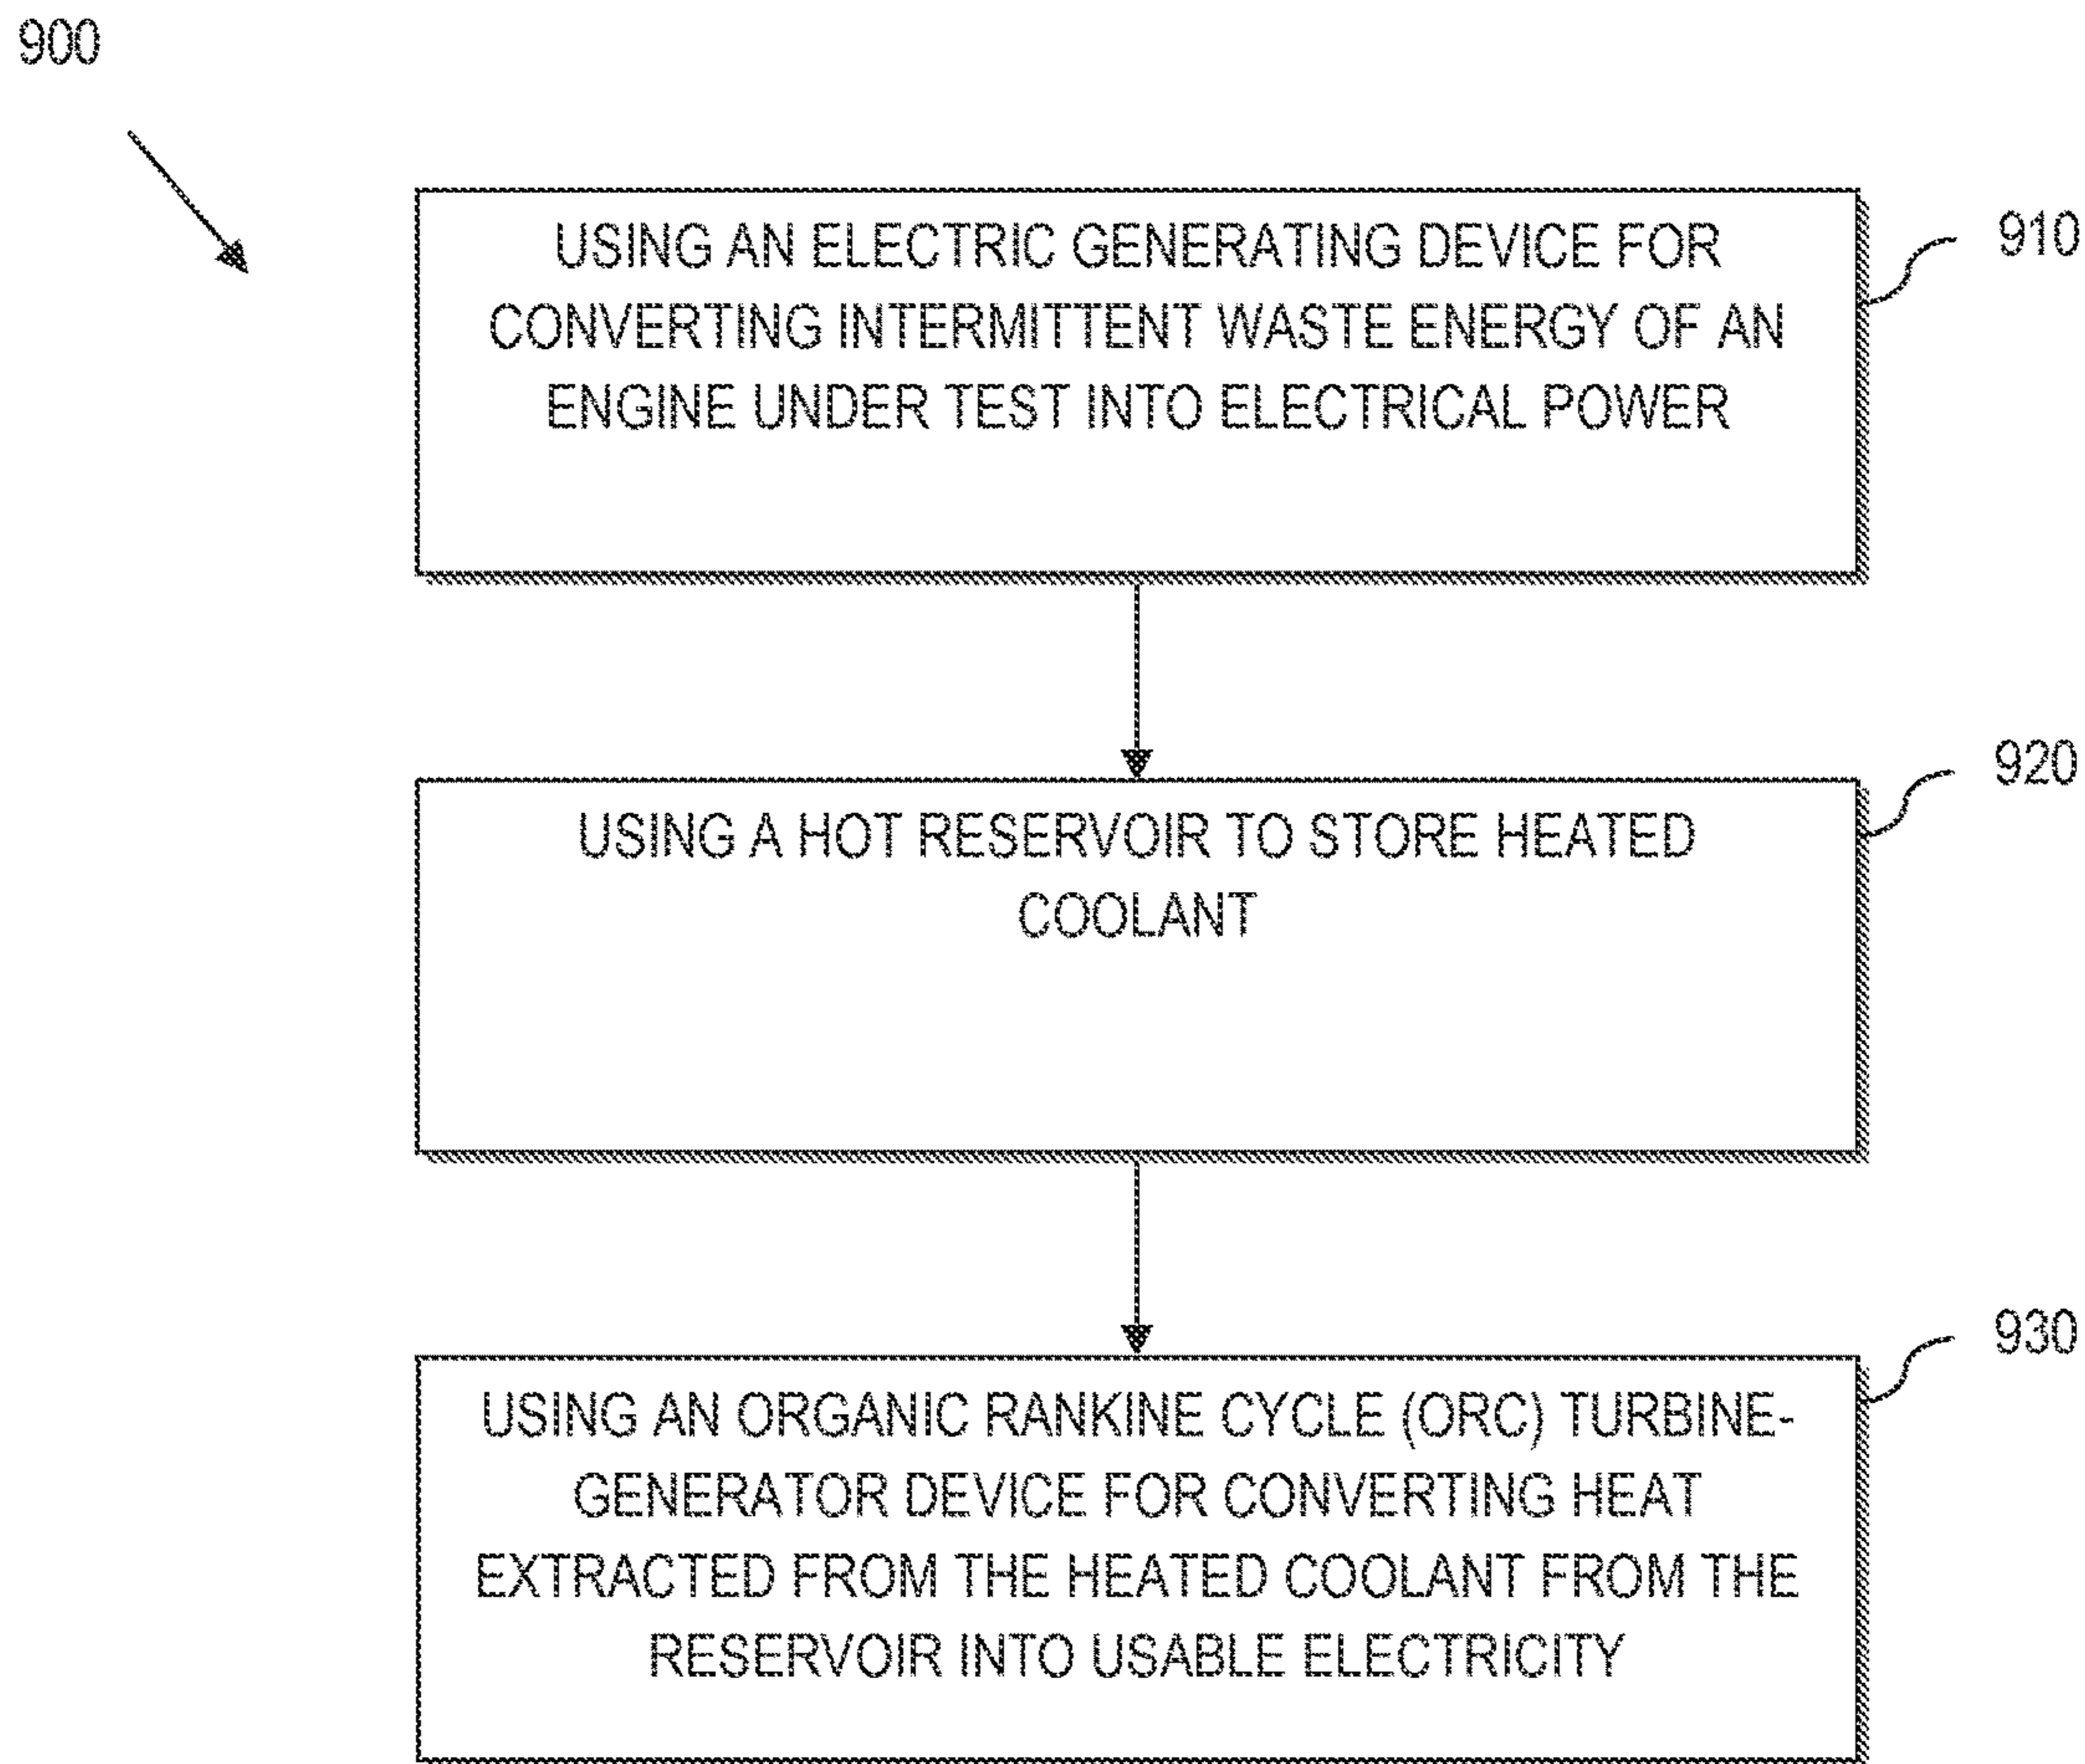 900
USING AN ELECTRIC GENERATING DEVICE FOR
CONVERTING INTERMITTENT WASTE ENERGY OF AN
ENGINE UNDER TEST INTO ELECTRICAL POWER
910
USING A HOT RESERVOIR TO STORE HEATED
COOLANT
920
USING AN ORGANIC RANKINE CYCLE (ORC) TURBINE-
GENERATOR DEVICE FOR CONVERTING HEAT
EXTRACTED FROM THE HEATED COOLANT FROM THE
RESERVOIR INTO USABLE ELECTRICITY
930